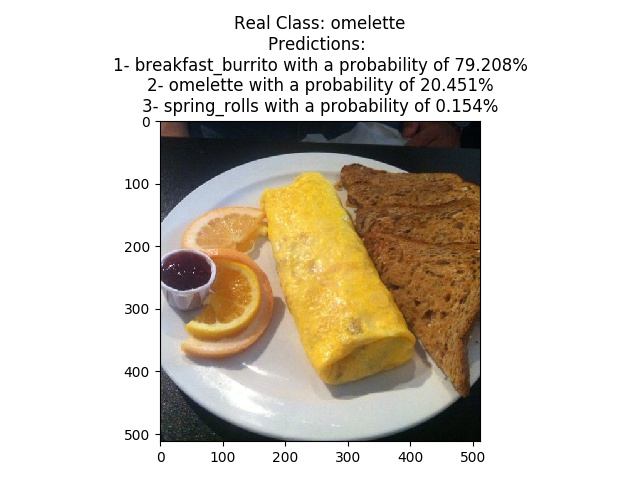 Real Class: omelette
Predictions:
1- breakfast_burrito with a probability of 79.208%
2- omelette with a probability of 20.451%
3- spring_rolls with a probability of 0.154%
0
100
200
300
400
500
0 100 200 300 400 500